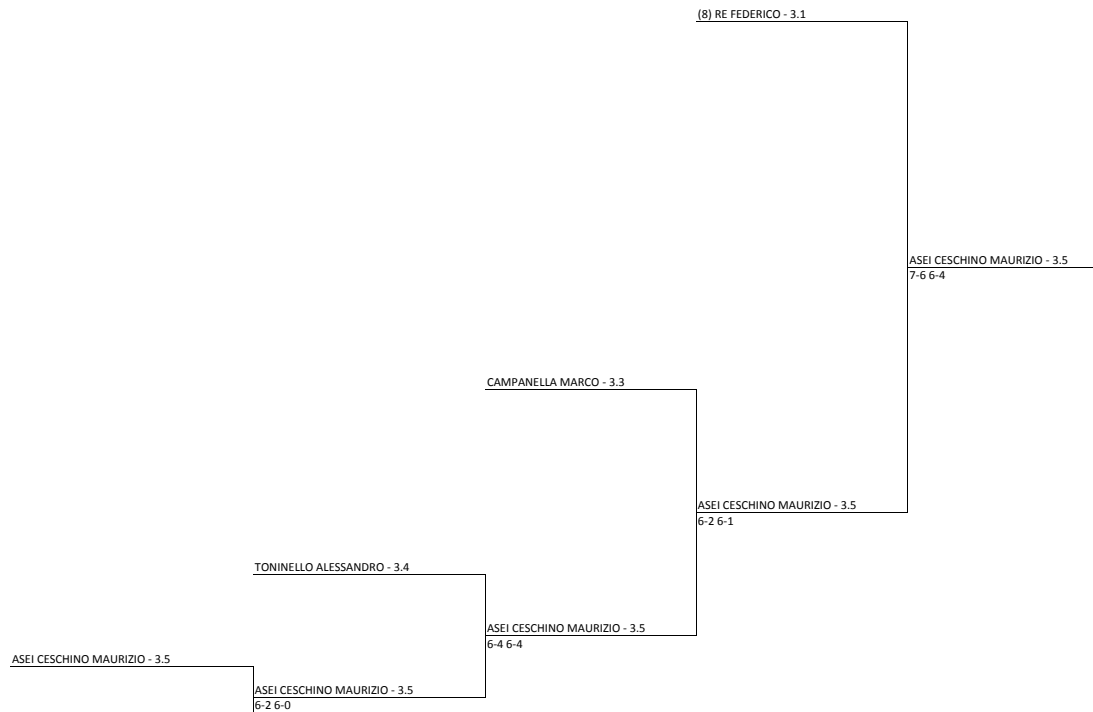 (8) RE FEDERICO - 3.1
ASEI CESCHINO MAURIZIO - 3.5
7-6 6-4
CAMPANELLA MARCO - 3.3
ASEI CESCHINO MAURIZIO - 3.5
6-2 6-1
TONINELLO ALESSANDRO - 3.4
ASEI CESCHINO MAURIZIO - 3.5
6-4 6-4
ASEI CESCHINO MAURIZIO - 3.5
ASEI CESCHINO MAURIZIO - 3.5
6-2 6-0